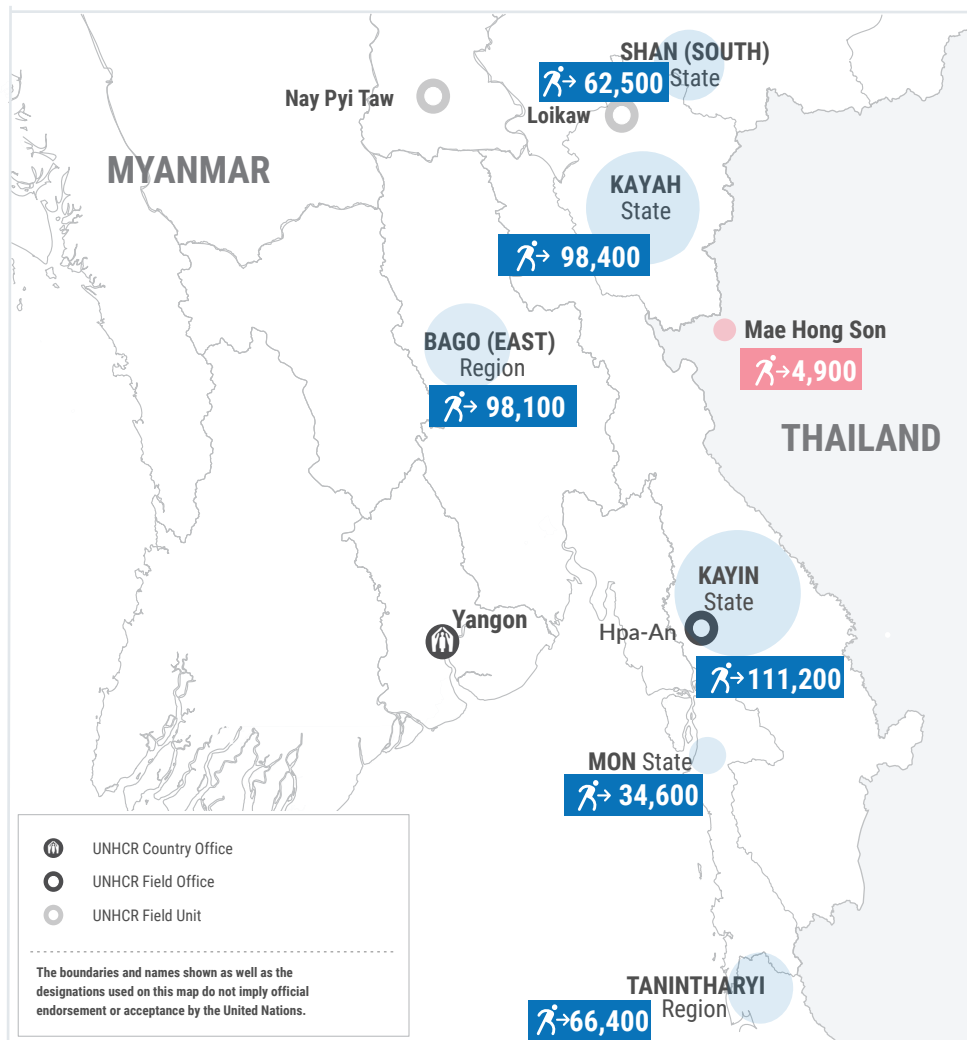 SHAN (SOUTH)
State
62,500
Nay Pyi Taw
Loikaw
MYANMAR
KAYAH
State
98,400
Mae Hong Son
4,900
BAGO (EAST)
Region
98,100
THAILAND
KAYIN
State
Yangon
Hpa-An
111,200
MON State
34,600
UNHCR Country Office
UNHCR Field Office
UNHCR Field Unit
The boundaries and names shown as well as the
designations used on this map do not imply official
endorsement or acceptance by the United Nations.
TANINTHARYI
Region
66,400